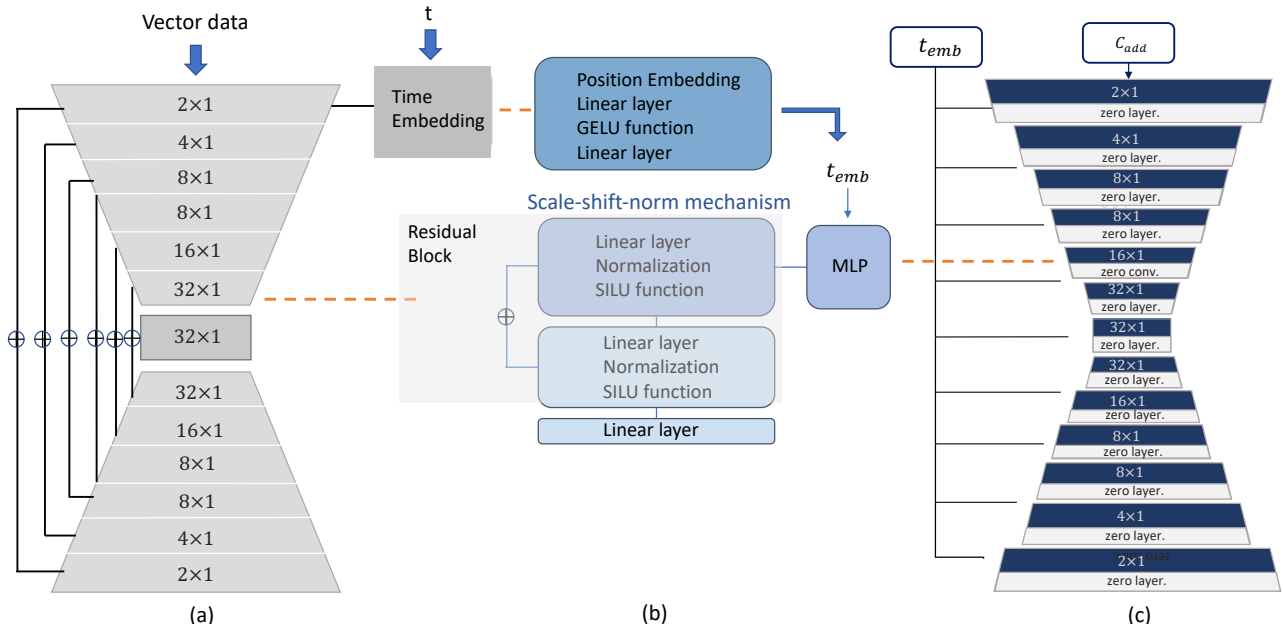 Vector data
2×1
4×1
8×1
8×1
16×1
32×1
32×1
32×1
16×1
8×1
8×1
4×1
2×1
(a)
t
Time
Embedding
Position Embedding
Linear layer
GELU function
Linear layer
t_emb
Scale-shift-norm mechanism
Residual
Block
Linear layer
Normalization
SILU function
MLP
Linear layer
Normalization
SILU function
Linear layer
(b)
t_emb
C_add
2×1
zero layer.
4×1
zero layer.
8×1
zero layer.
8×1
zero layer.
16×1
zero conv.
32×1
zero layer.
32×1
zero layer.
32×1
zero layer.
16×1
zero layer.
8×1
zero layer.
8×1
zero layer.
4×1
zero layer.
2×1
zero layer.
(c)